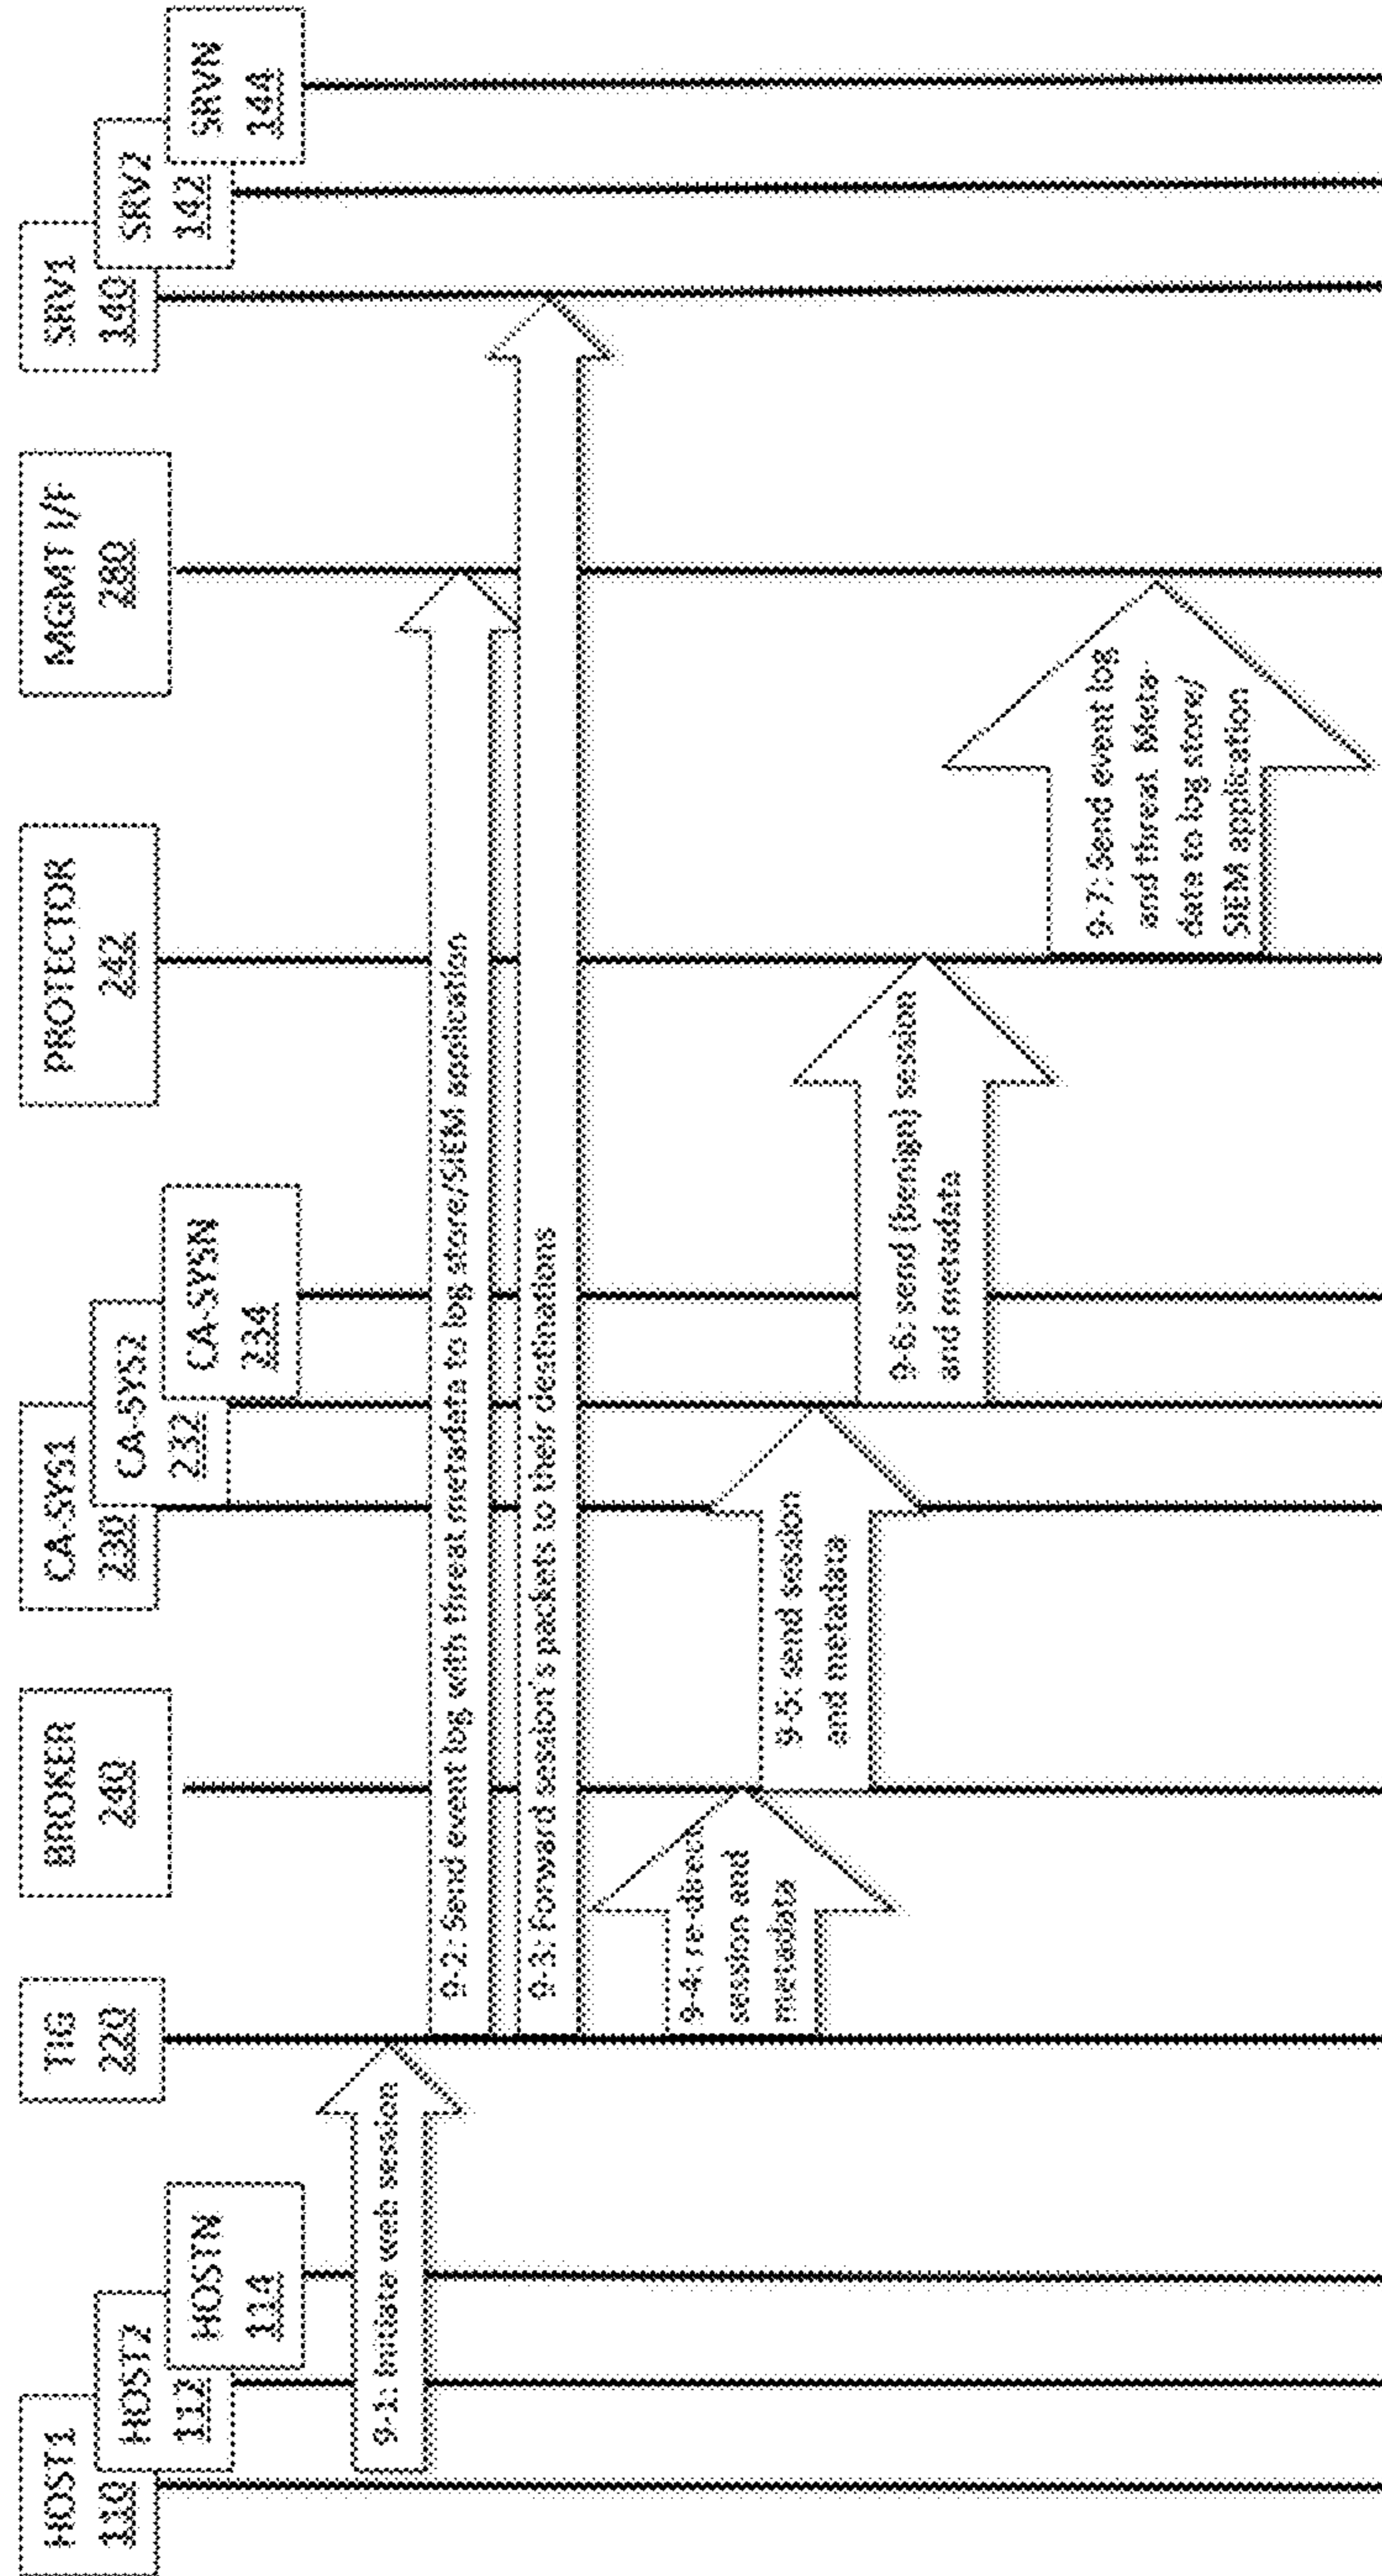 HOST1
110
HOST2
112
HOSTN
114
TIG
220
BROKER
240
CA-SYS1
230
CA-SYS2
232
CA-SYSN
234
PROTECTOR
242
MGMT I/F
280
SRV1
140
SRV2
142
SRVN
144
9-1: Initiate web session
9-2: Send event log with threat metadata to log store/SIEM application
9-3: Forward session's packets to their destinations
9-4: re-direct
session and
metadata
9-5: send session
and metadata
9-6: send (benign) session
and metadata
9-7: Send event log
and threat Meta-
data to log store/
SIEM application